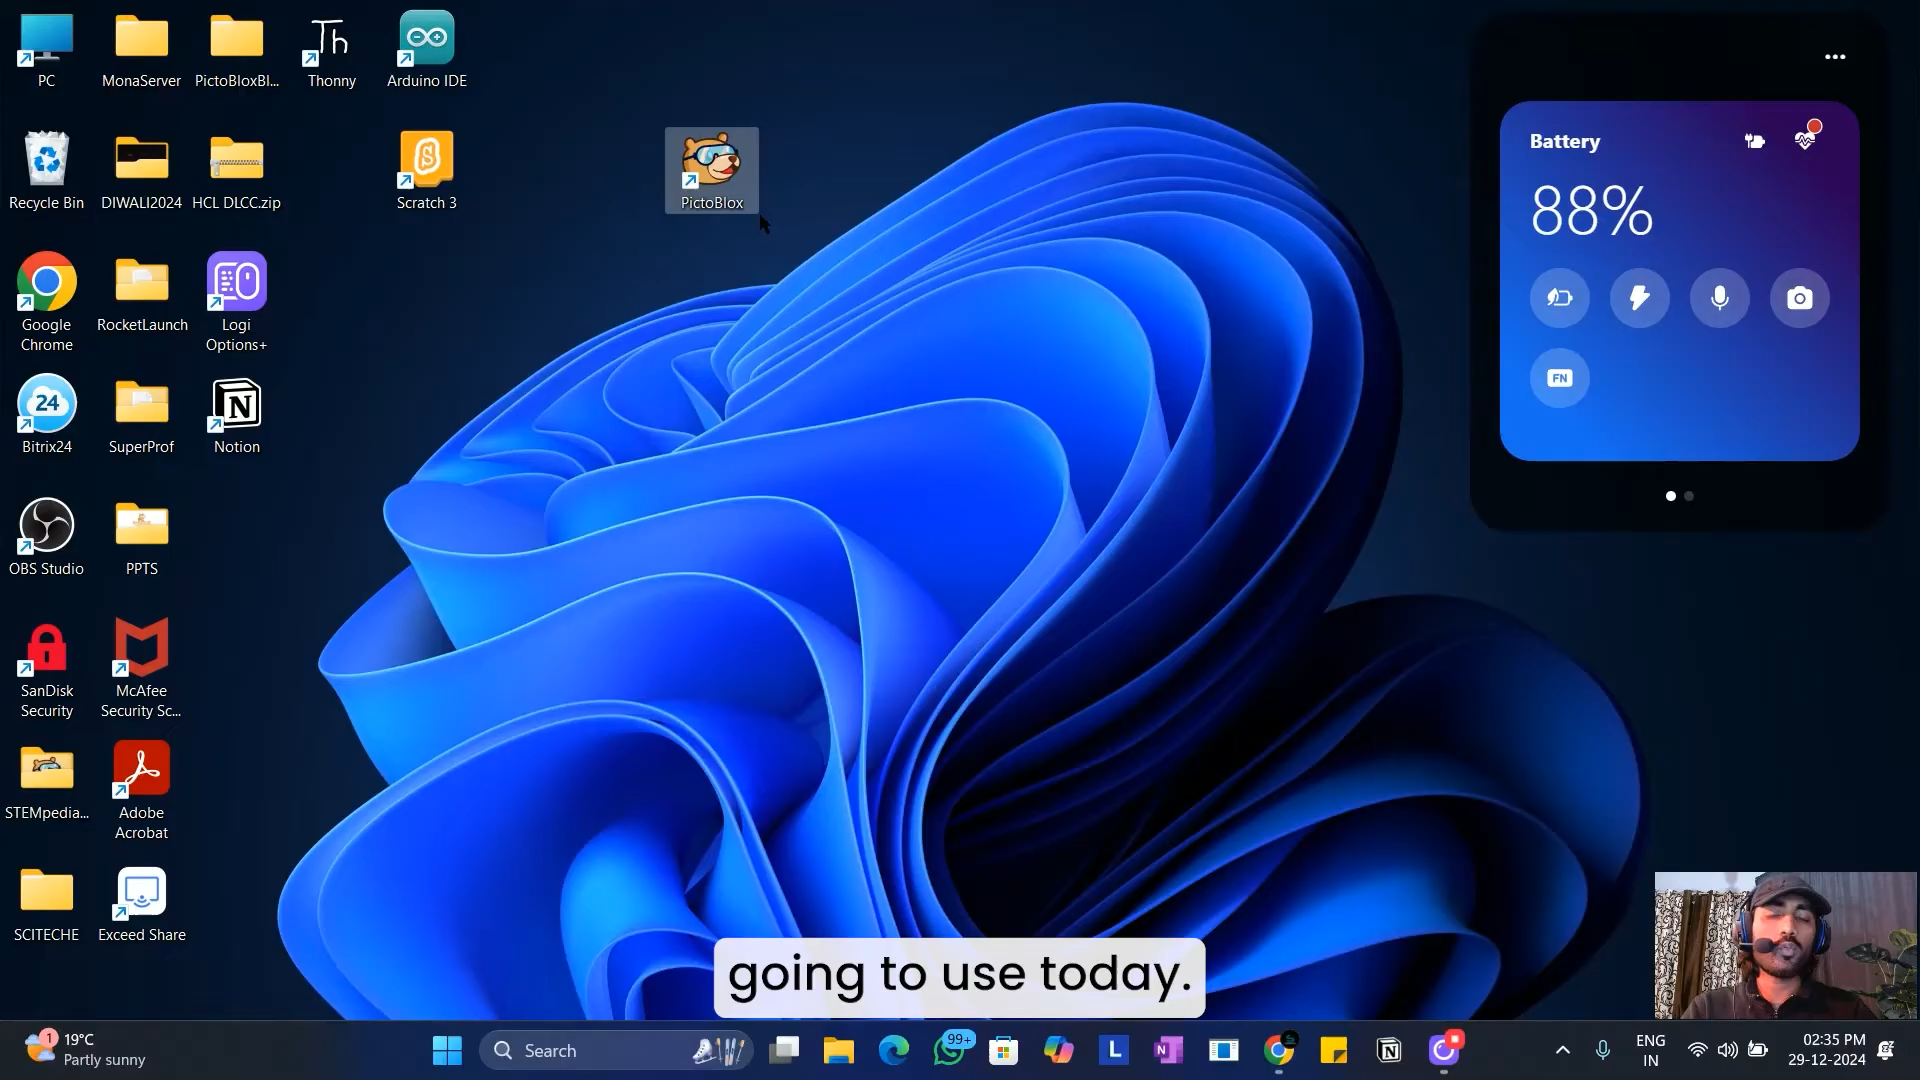 PC
MonaServer
PictoBloxBl...
Th
Thonny
Arduino IDE
Recycle Bin
DIWALI2024
HCL DLCC.zip
Scratch 3
PictoBlox
Google
Chrome
RocketLaunch
Logi
Options+
24
Bitrix24
SuperProf
N
Notion
OBS Studio
PPTS
SanDisk
Security
McAfee
Security Sc...
STEMpedia...
Adobe
Acrobat
SCITECHE
Exceed Share
Battery
88%
FN
going to use today.
1
19°C
Partly sunny
Search
99+
L
N
N
ENG
IN
02:35 PM
29-12-2024